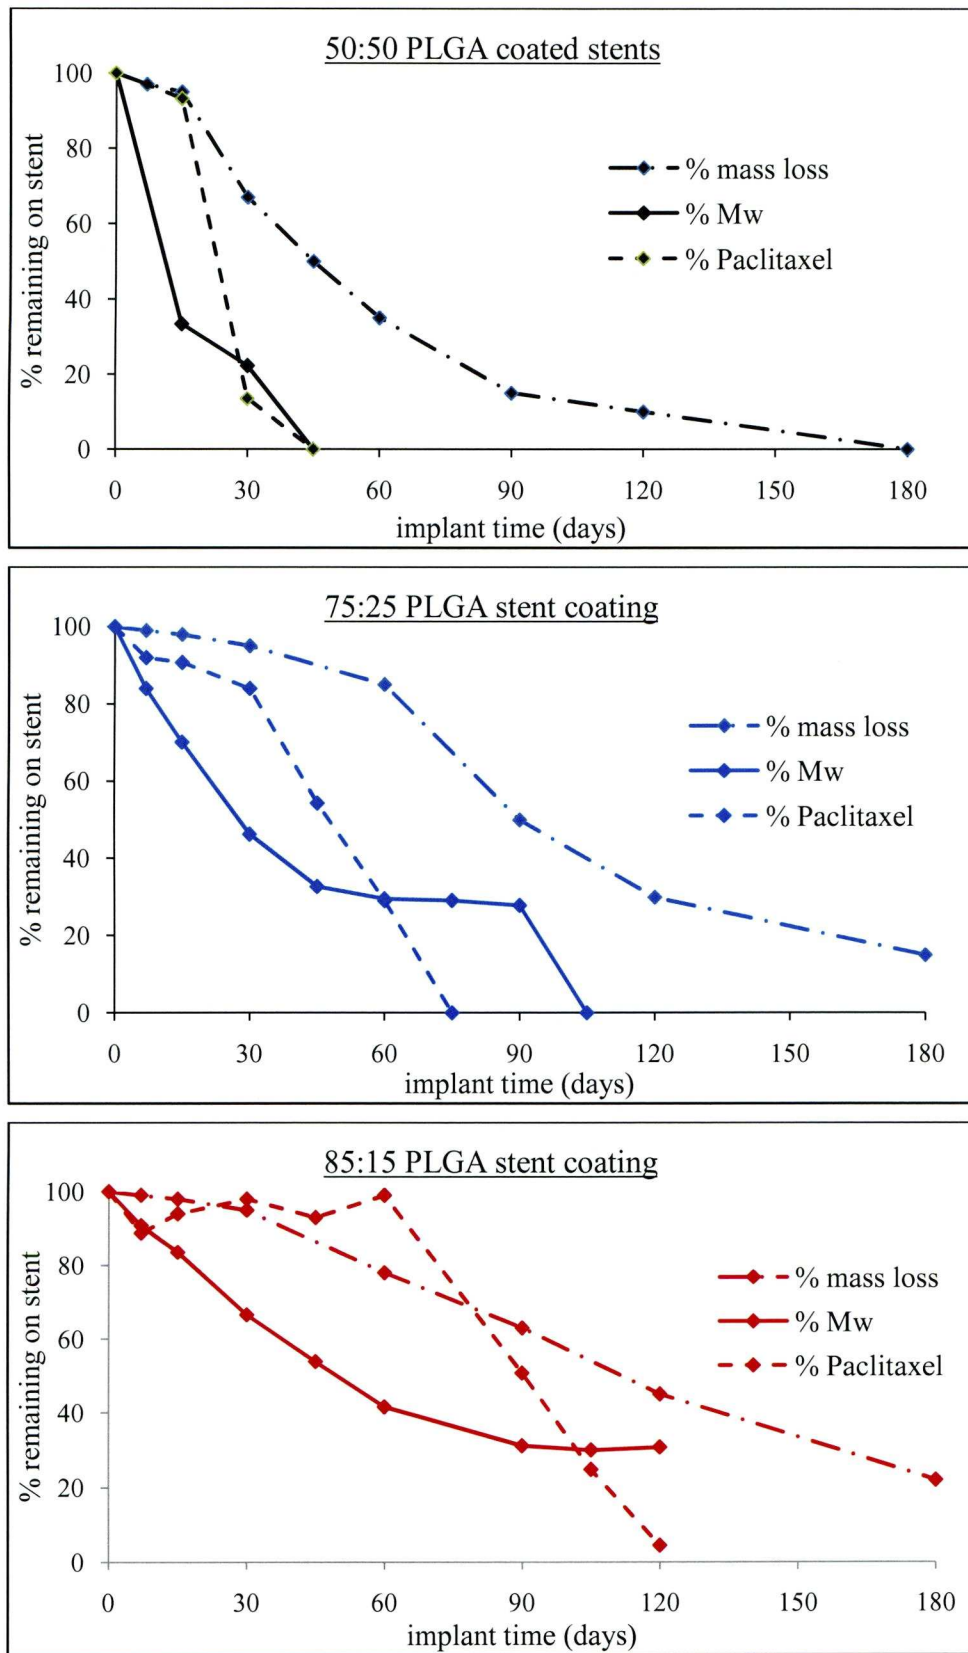 50:50 PLGA coated stents
100
80
60
40
20
0
% remaining on stent
% mass loss
% Mw
% Paclitaxel
0 30 60 90 120 150 180
implant time (days)
75:25 PLGA stent coating
100
80
60
40
20
0
% remaining on stent
% mass loss
% Mw
% Paclitaxel
0 30 60 90 120 150 180
implant time (days)
85:15 PLGA stent coating
100
80
60
40
20
0
% remaining on stent
% mass loss
% Mw
% Paclitaxel
0 30 60 90 120 150 180
implant time (days)